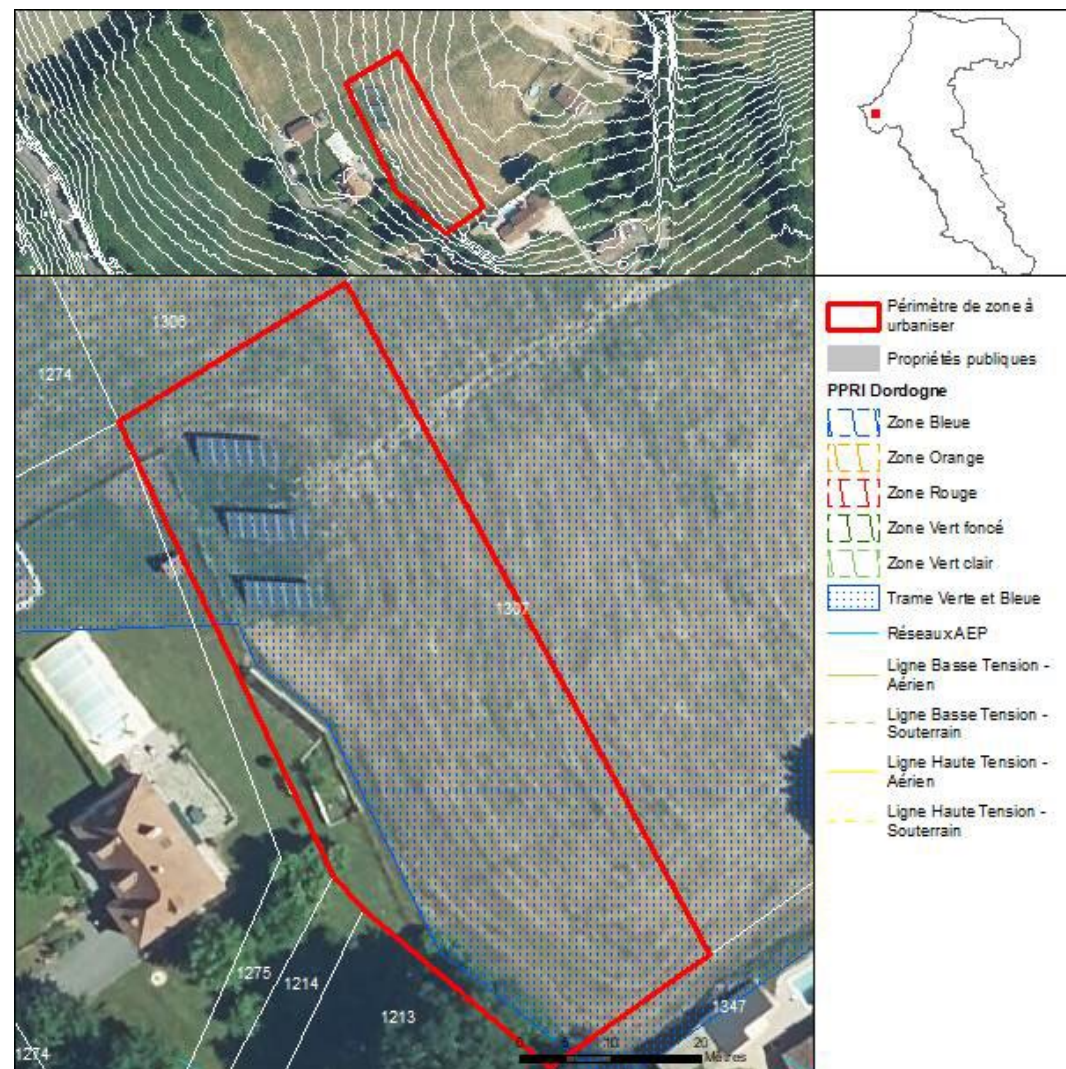 Périmètre de zone à
urbaniser
Propriétés publiques
PPRI Dordogne
Zone Bleue
Zone Orange
Zone Rouge
Zone Vert foncé
Zone Vert clair
Trame Verte et Bleue
Réseaux AEP
Ligne Basse Tension -
Aérien
Ligne Basse Tension -
Souterrain
Ligne Haute Tension -
Aérien
Ligne Haute Tension -
Souterrain
1306
1274
1307
1275
1214
1213
1347
1274
0 5 10 20
Mètres